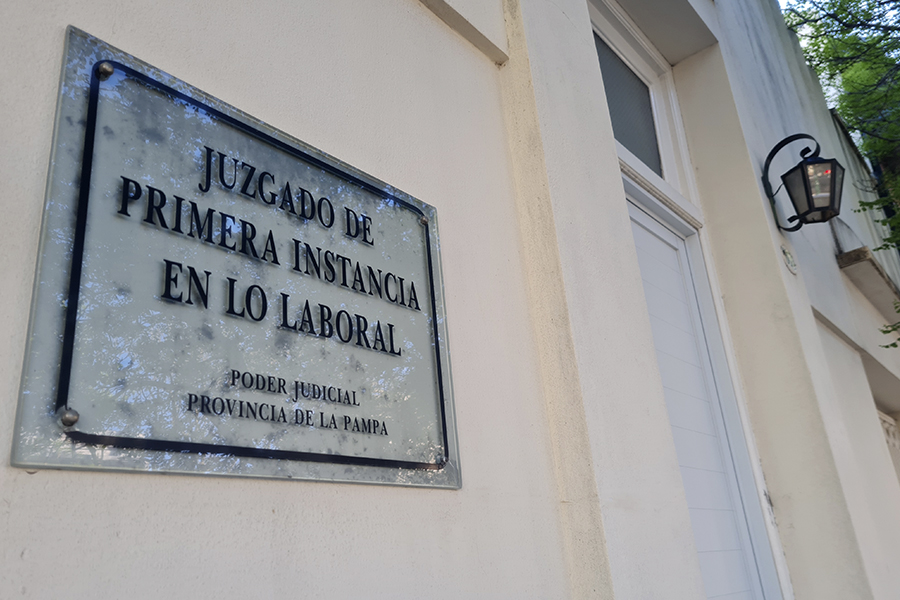 JUZGADO DE
PRIMERA INSTANCIA
EN LO LABORAL
PODER JUDICIAL
PROVINCIA DE LA PAMPA